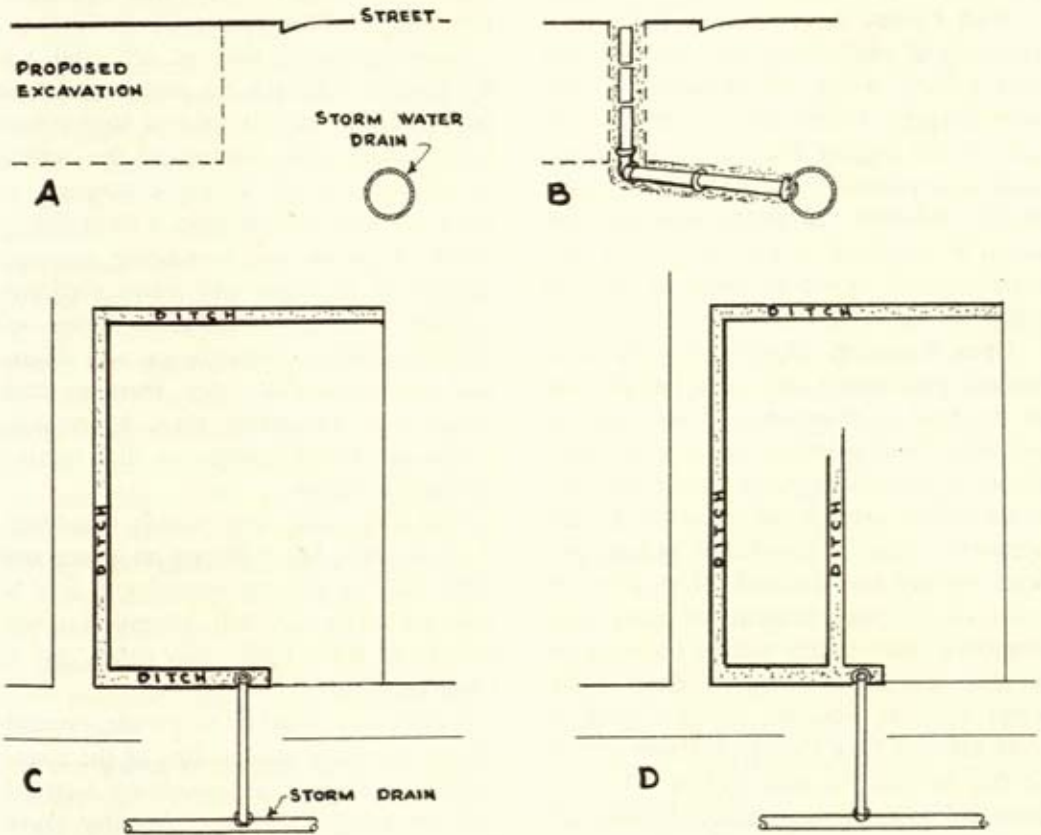 STREET
PROPOSED
EXCAVATION
STORM WATER
DRAIN
A
B
DITCH
DITCH
DITCH
C
STORM DRAIN
DITCH
DITCH
DITCH
D